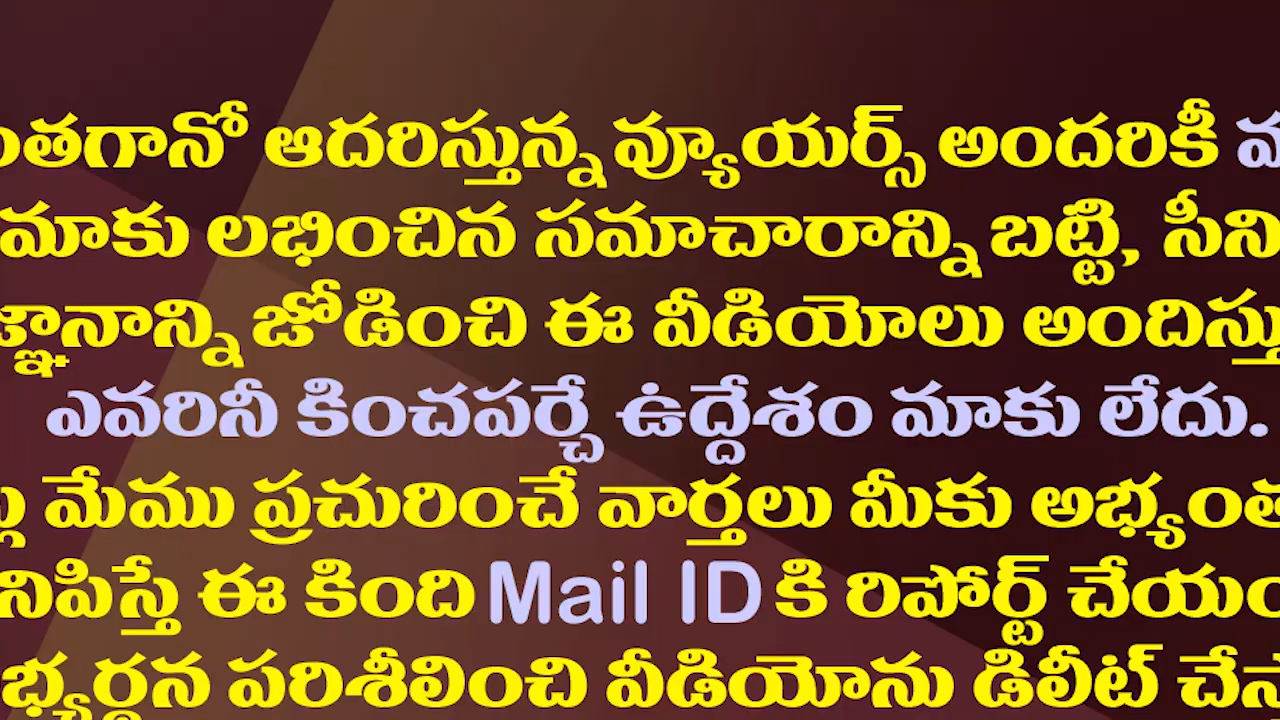 ఆదరిస్తున్న వ్యూయర్స్ అందరికీ
మాకు లభించిన సమాచారాన్ని బట్టి,
జోడించి ఈ వీడియోలు
ఎవరినీ కించపర్చే ఉద్దేశం మాకు లేదు.
మేము ప్రచురించే వార్తలు మీకు
ఈ కింది Mail ID కి రిపోర్ట్
పరిశీలించి వీడియోను డిలీట్